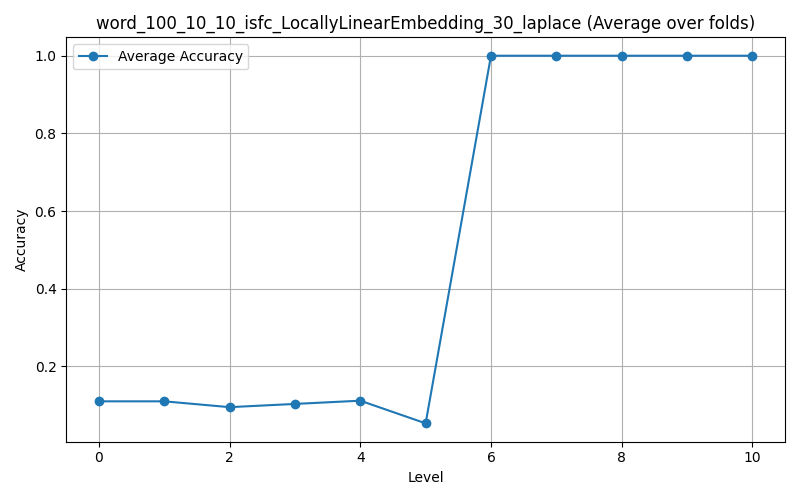 word_100_10_10_isfc_LocallyLinearEmbedding_30_laplace (Average over folds)
Average Accuracy
1.0
0.8
0.6
0.4
0.2
Accuracy
0 2 4 6 8 10
Level